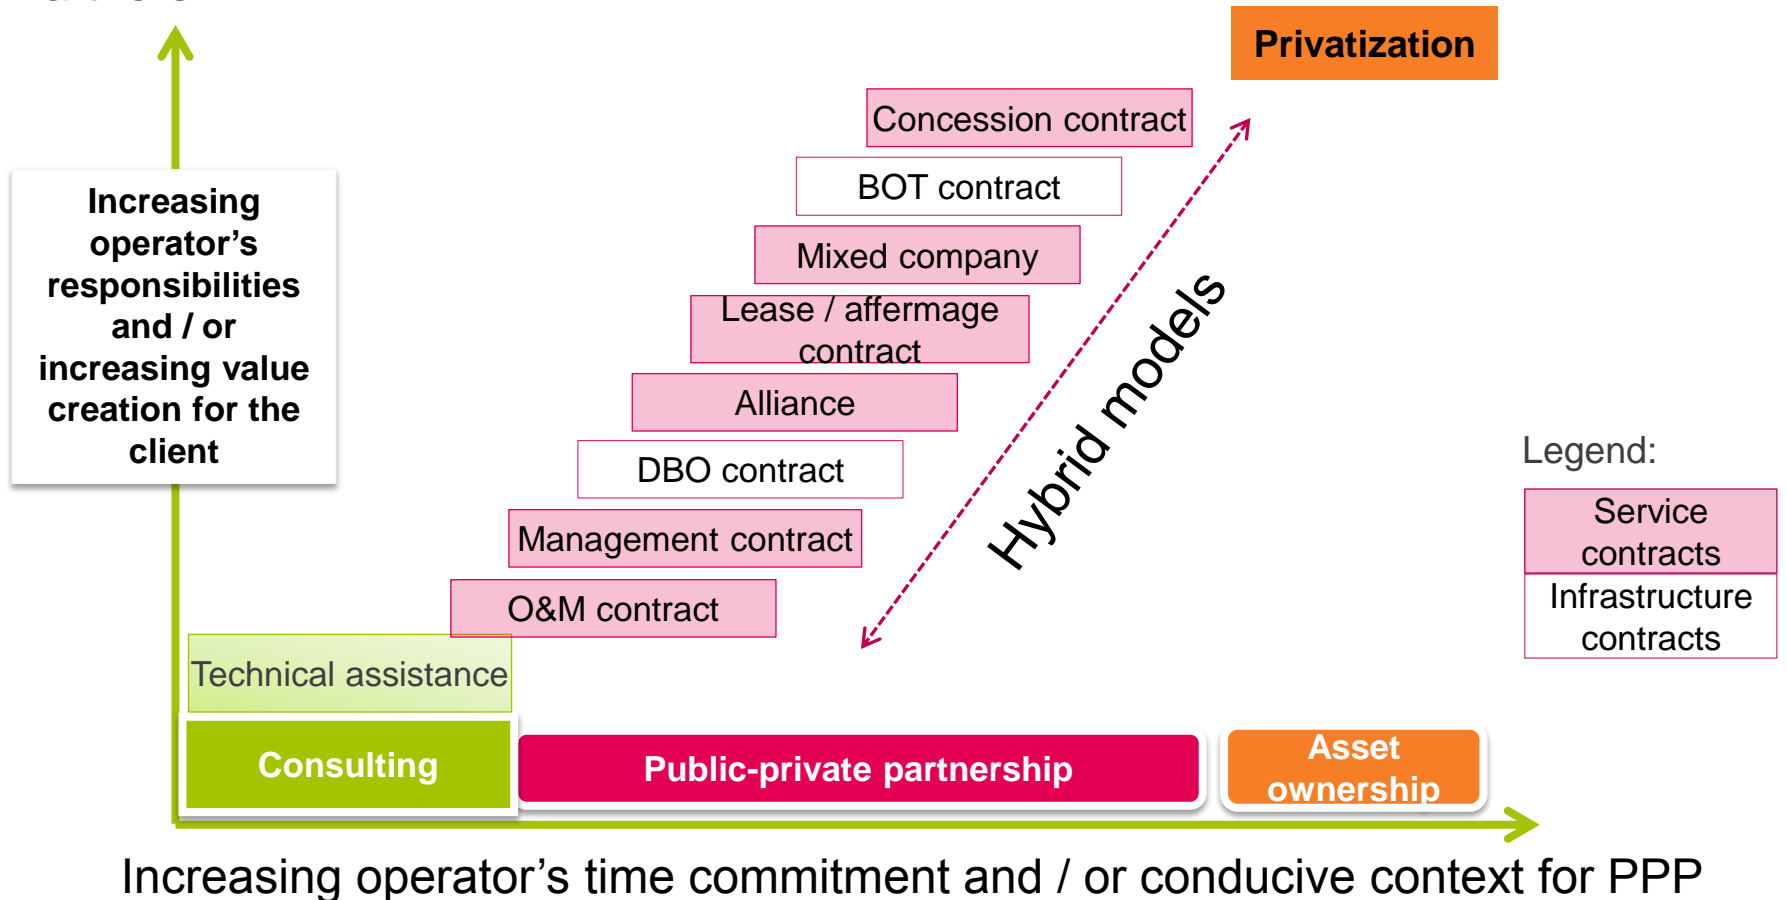 Privatization
Concession contract
BOT contract
Mixed company
Lease / affermage
contract
Alliance
DBO contract
Management contract
O&M contract
Technical assistance
Increasing
operator’s
responsibilities
and / or
increasing value
creation for the
client
Hybrid models
Legend:
Service
contracts
Infrastructure
contracts
Consulting
Public-private partnership
Asset
ownership
Increasing operator’s time commitment and / or conducive context for PPP